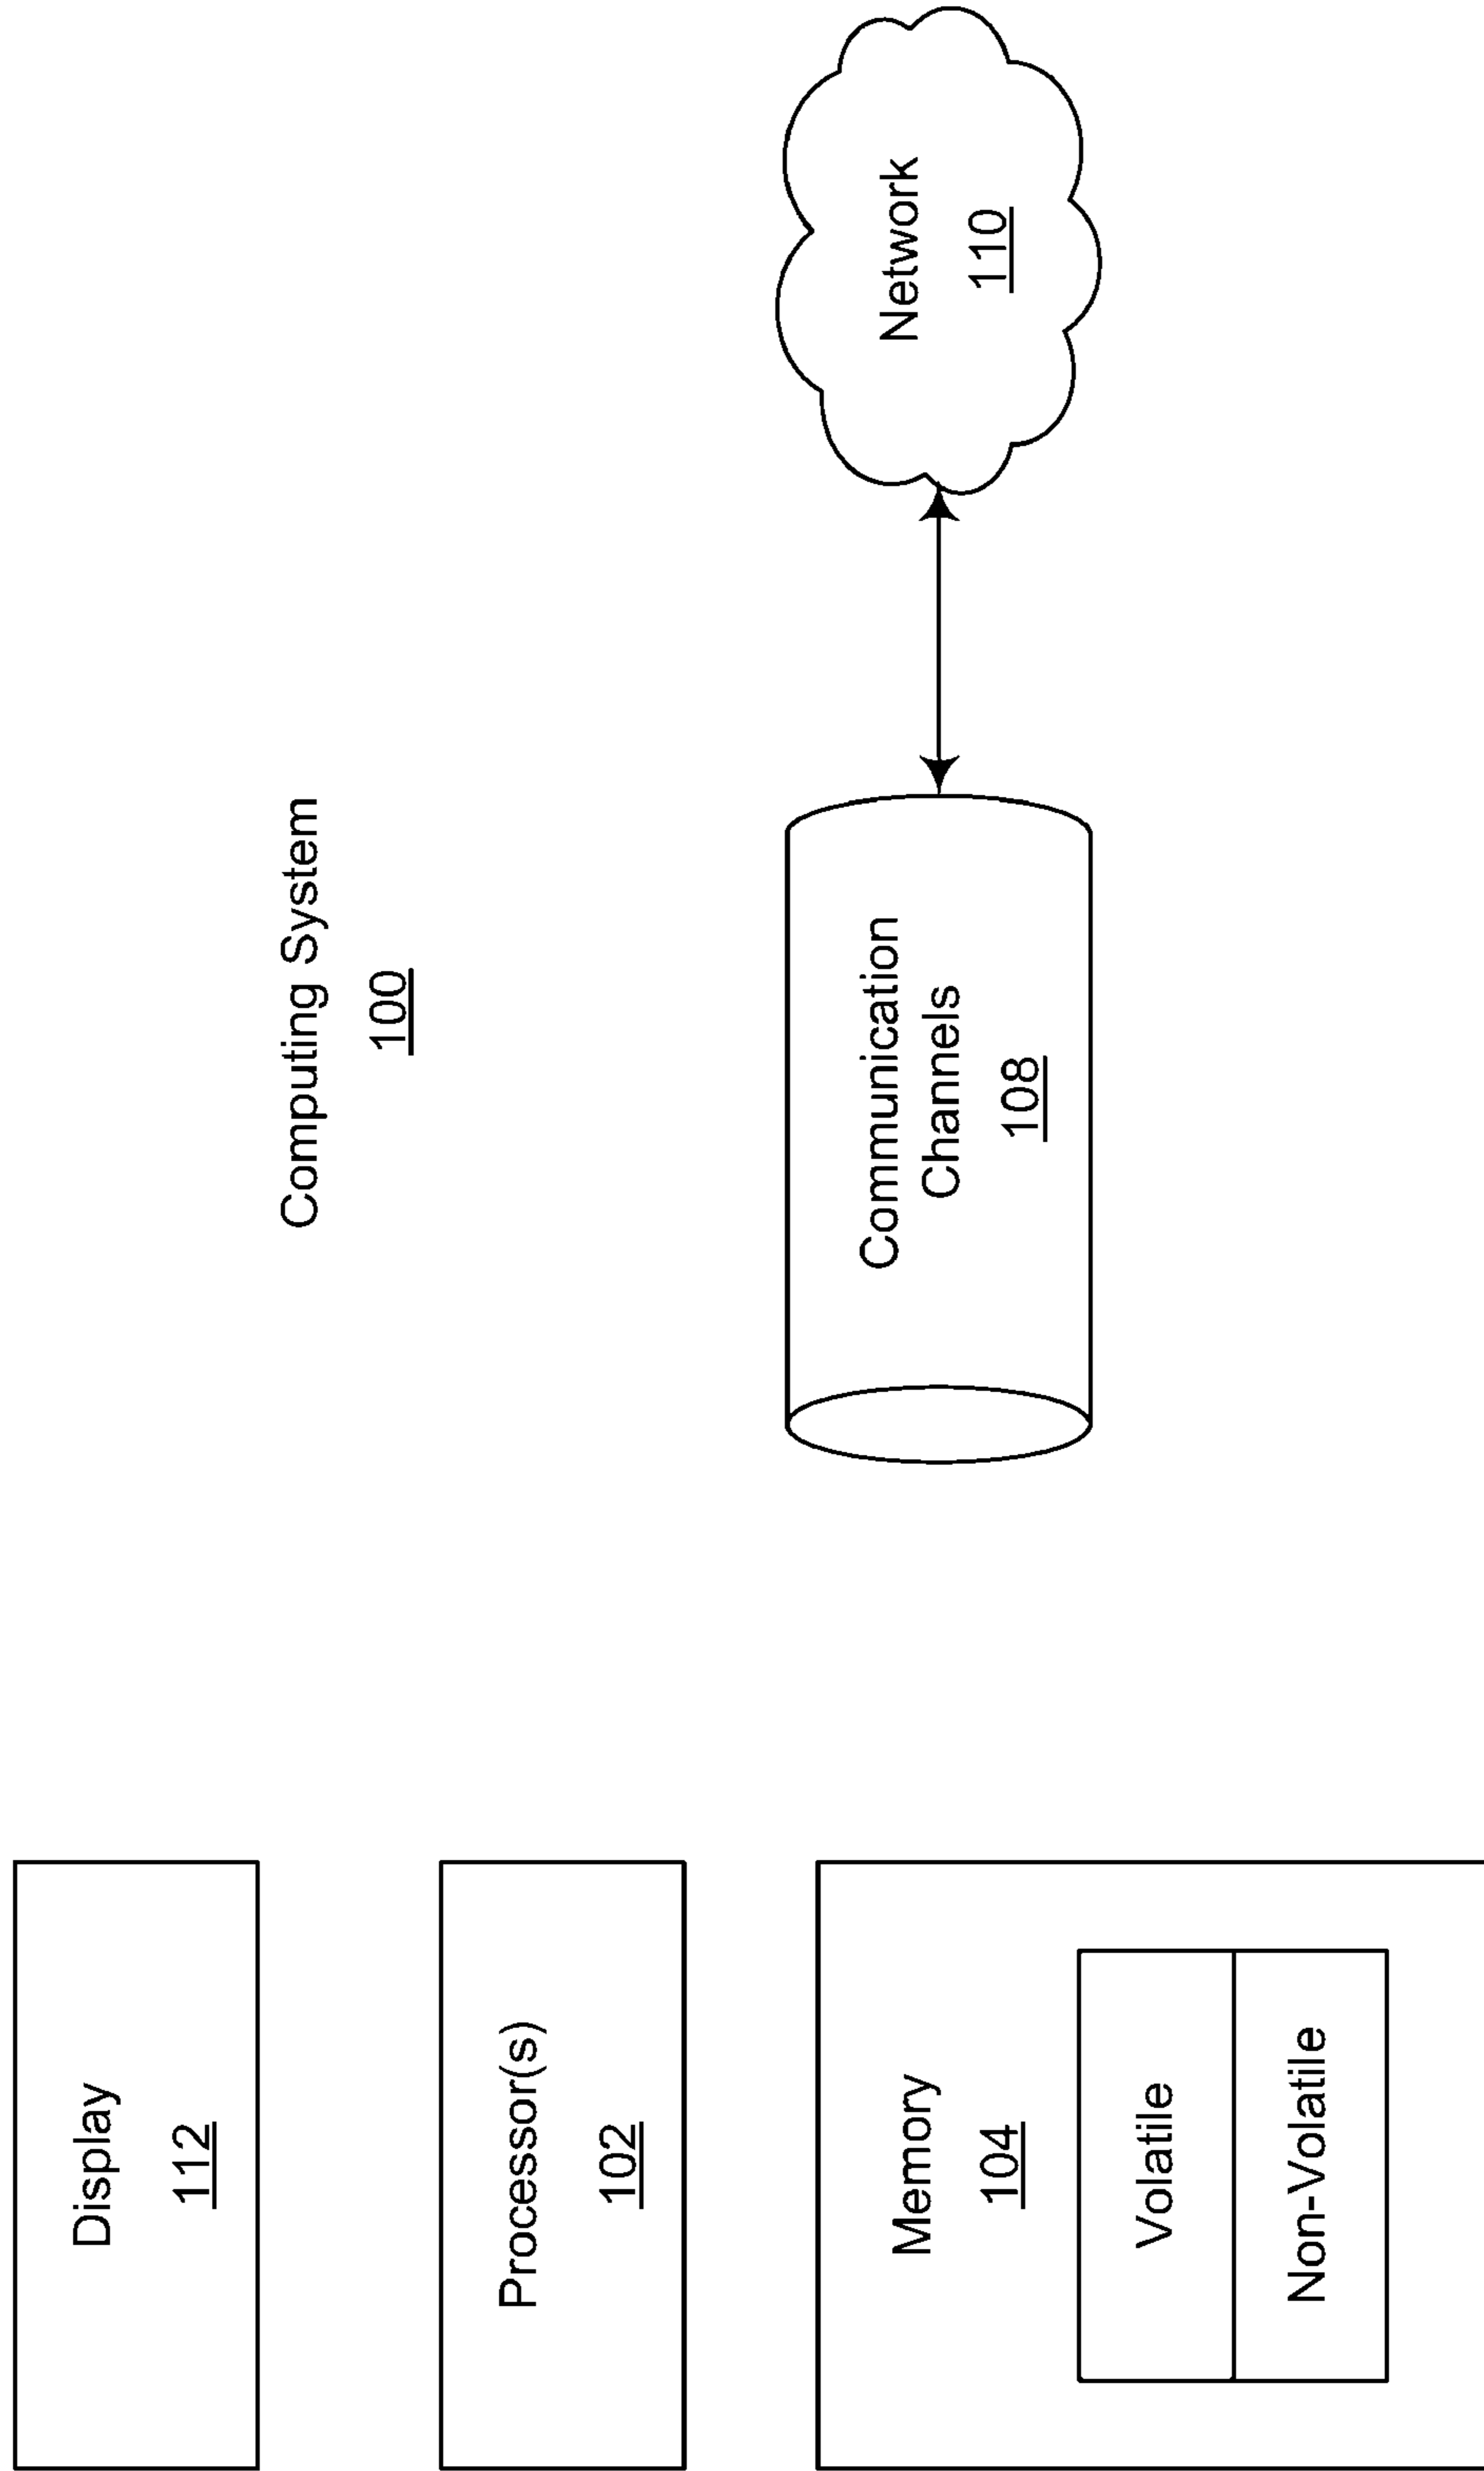 Computing System
100
Display
112
Processor(s)
102
Memory
104
Volatile
Non-Volatile
Communication
Channels
108
Network
110